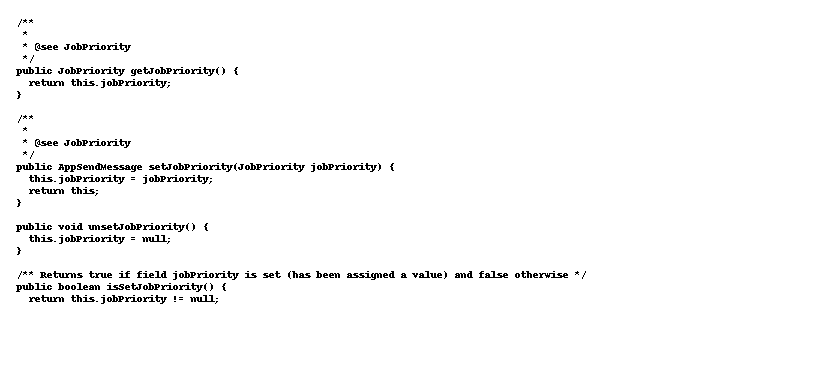 /**
 *
 * @see JobPriority
 */
public JobPriority getJobPriority() {
  return this.jobPriority;
}

/**
 *
 * @see JobPriority
 */
public AppSendMessage setJobPriority(JobPriority jobPriority) {
  this.jobPriority = jobPriority;
  return this;
}

public void unsetJobPriority() {
  this.jobPriority = null;
}

/** Returns true if field jobPriority is set (has been assigned a value) and false otherwise */
public boolean isSetJobPriority() {
  return this.jobPriority != null;